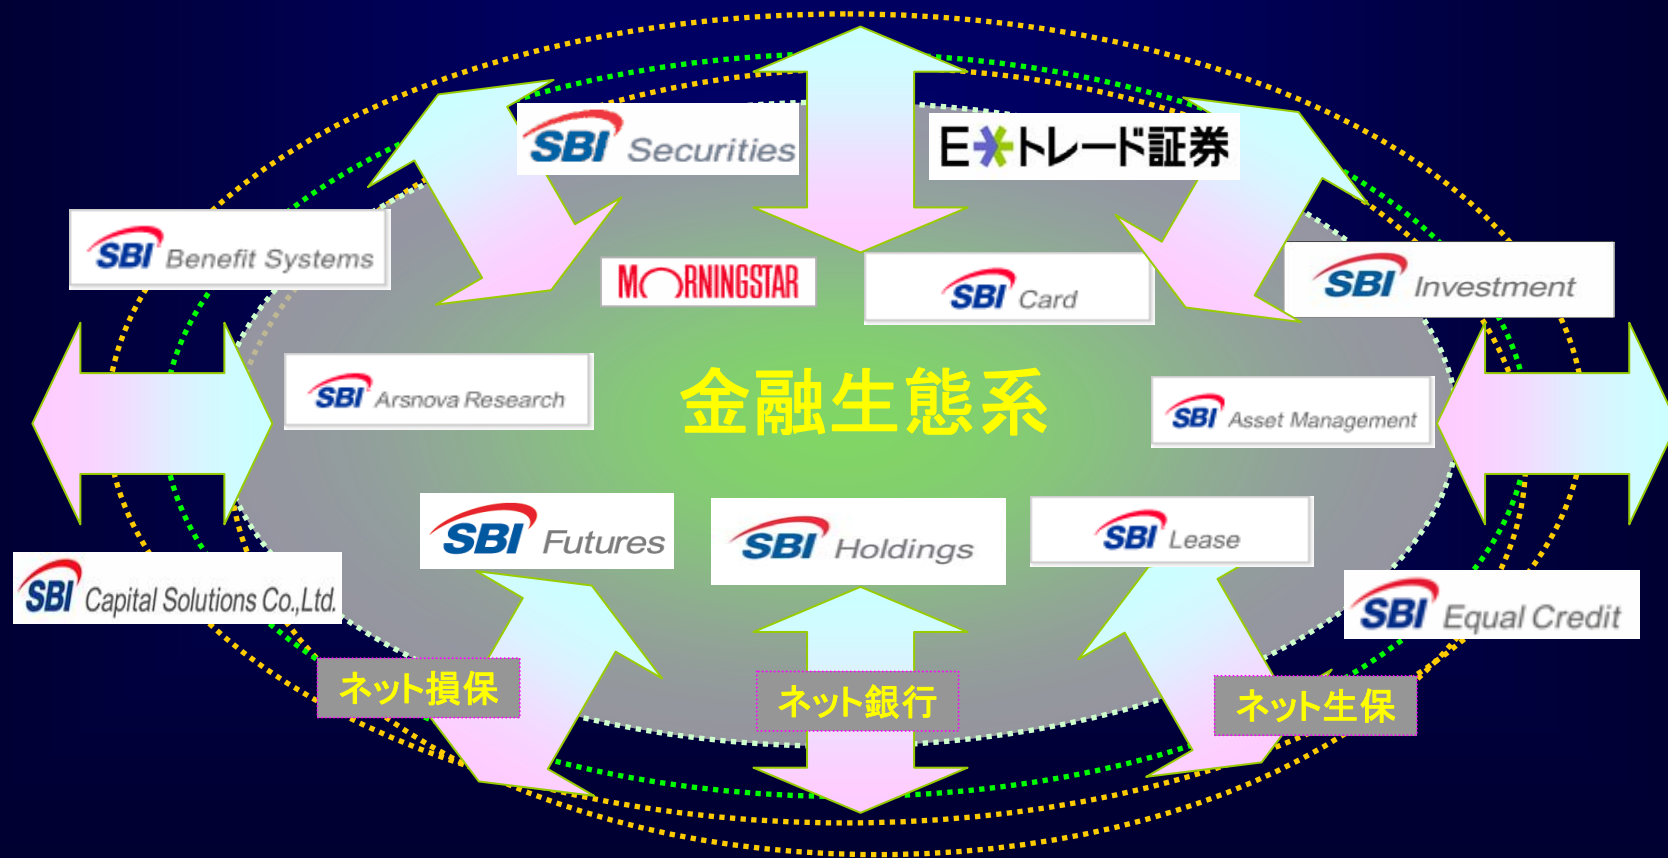 SBI Securities
E*トレード証券
SBI Benefit Systems
MORNINGSTAR
SBI Card
SBI Investment
SBI Arsnova Research
金融生態系
SBI Asset Management
SBI Futures
SBI Holdings
SBI Lease
SBI Capital Solutions Co.,Ltd.
SBI Equal Credit
ネット損保
ネット銀行
ネット生保